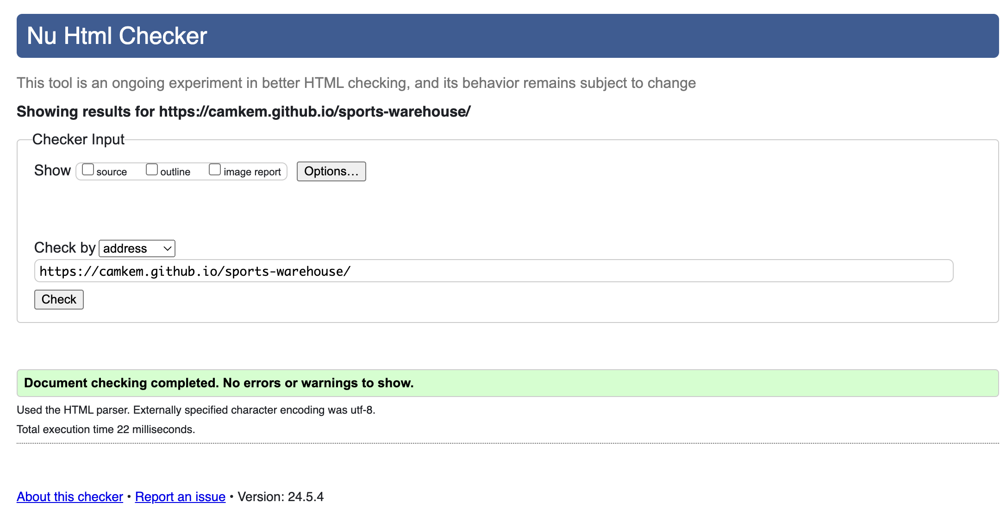 Nu Html Checker
This tool is an ongoing experiment in better HTML checking, and its behavior remains subject to change
Showing results for https://camkem.github.io/sports-warehouse/
Checker Input
Show source outline image report Options...
Check by address
https://camkem.github.io/sports-warehouse/
Check
Document checking completed. No errors or warnings to show.
Used the HTML parser. Externally specified character encoding was utf-8.
Total execution time 22 milliseconds.
About this checker • Report an issue • Version: 24.5.4